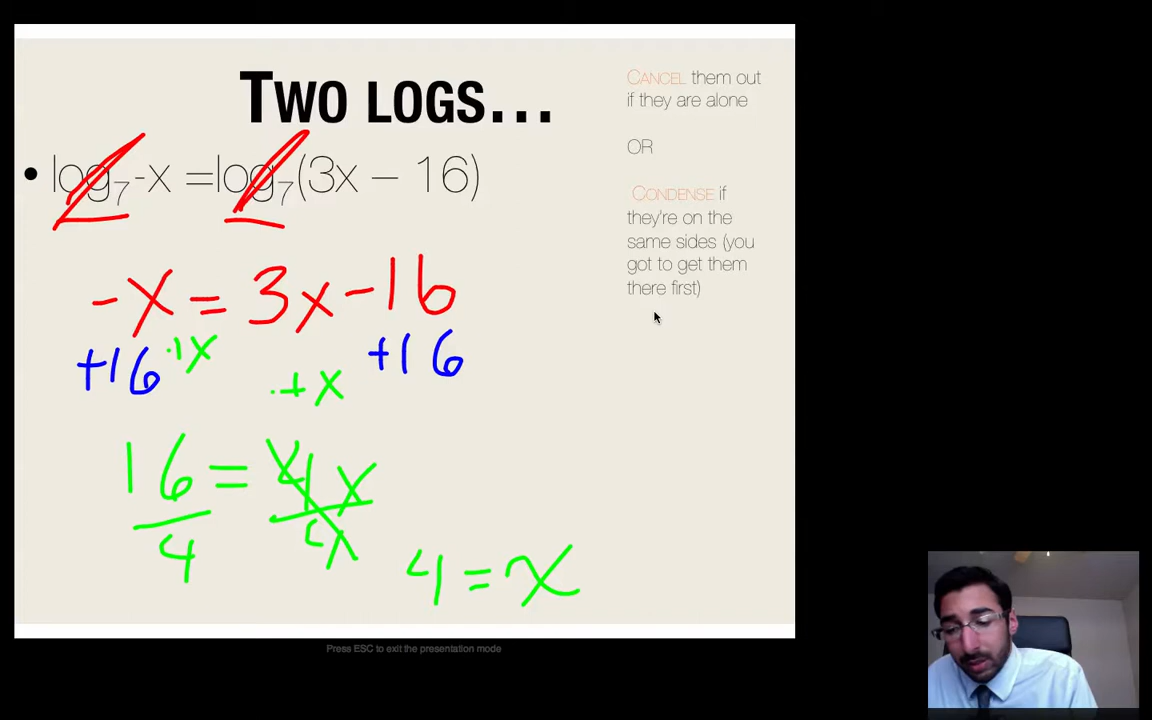 TWO LOGS...
• log7 -x =log7(3x – 16)
-x = 3x -16
+16 +x +x +16
16 = 4x
4 4
4 = x
CANCEL them out
if they are alone
OR
CONDENSE if
they're on the
same sides (you
got to get them
there first)
Press ESC to exit the presentation mode